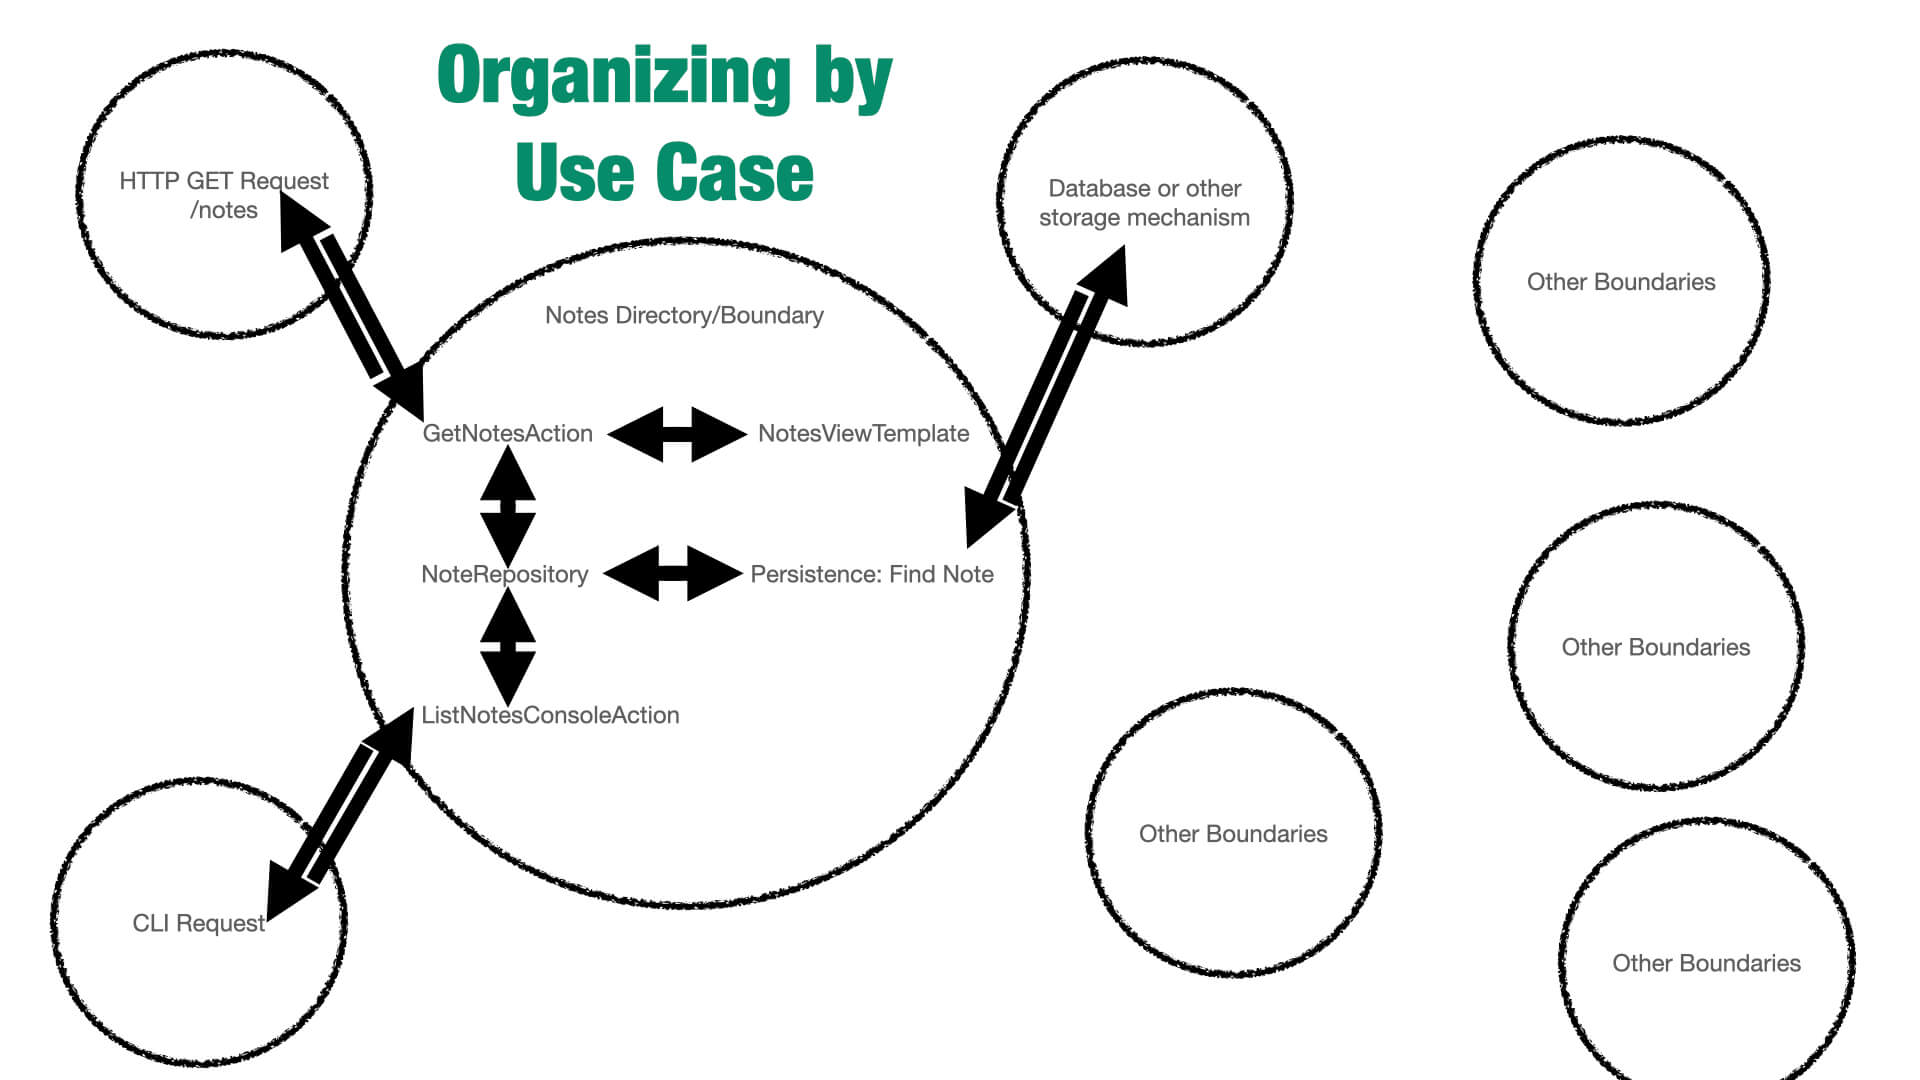 Organizing by
Use Case
HTTP GET Request
/notes
Database or other
storage mechanism
Other Boundaries
Notes Directory/Boundary
GetNotesAction
NotesViewTemplate
NoteRepository
Persistence: Find Note
Other Boundaries
ListNotesConsoleAction
Other Boundaries
CLI Request
Other Boundaries